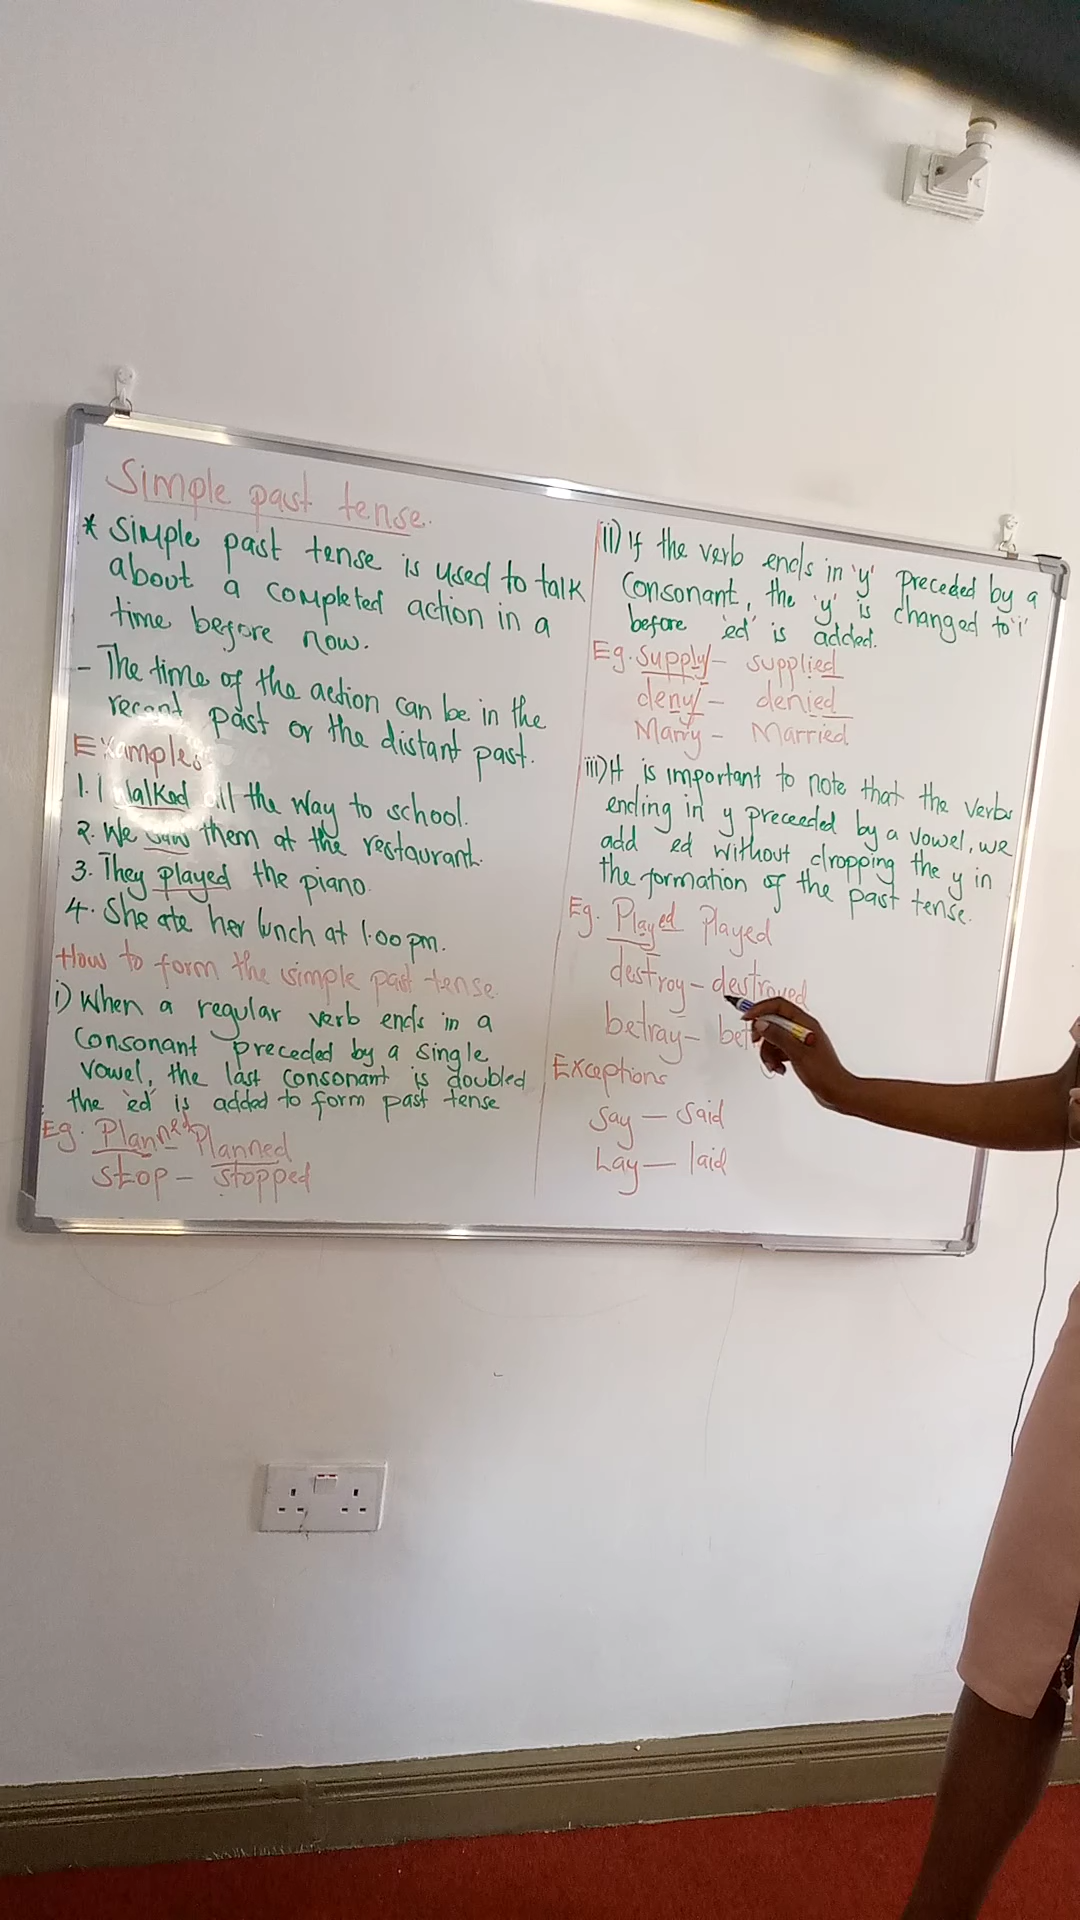 Simple past tense.
* Simple past tense is used to talk
about a completed action in a
time before now.
- The time of the action can be in the
recent past or the distant past.
Examples
1. I Walked all the way to school.
2. We saw them at the restaurant.
3. They played the piano.
4. She ate her lunch at 1.00pm.
How to form the simple past tense.
i) When a regular verb ends in a
Consonant preceded by a single
vowel, the last consonant is doubled
the 'ed' is added to form past tense
Eg. Planned Planned
stop - stopped
ii) If the verb ends in 'y' preceded by a
Consonant, the 'y' is changed to 'i'
before 'ed' is added.
Eg. supply - supplied
deny - denied
Marry - Married
iii) It is important to note that the verbs
ending in y preceeded by a vowel, we
add ed without dropping the y in
the formation of the past tense.
Eg. Played Played
destroy - destroyed
betray -
Exceptions
Say - Said
Lay - laid